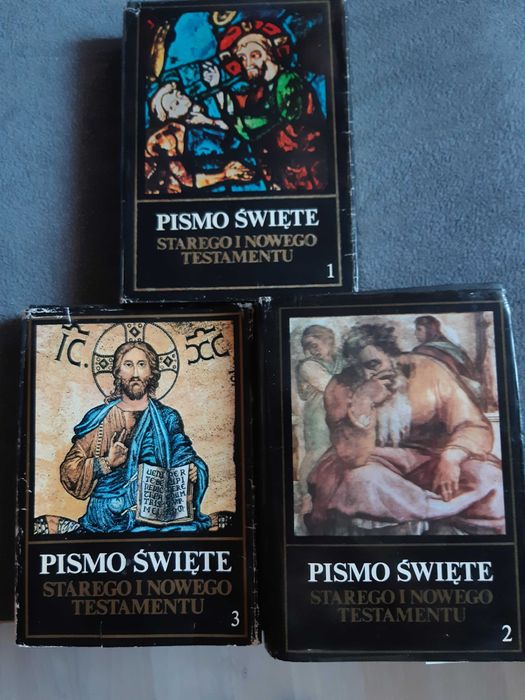 PISMO ŚWIĘTE
STAREGO I NOWEGO
TESTAMENTU
1
IC. XC
PISMO ŚWIĘTE
STAREGO I NOWEGO
TESTAMENTU
3
PISMO ŚWIĘTE
STAREGO I NOWEGO
TESTAMENTU
2